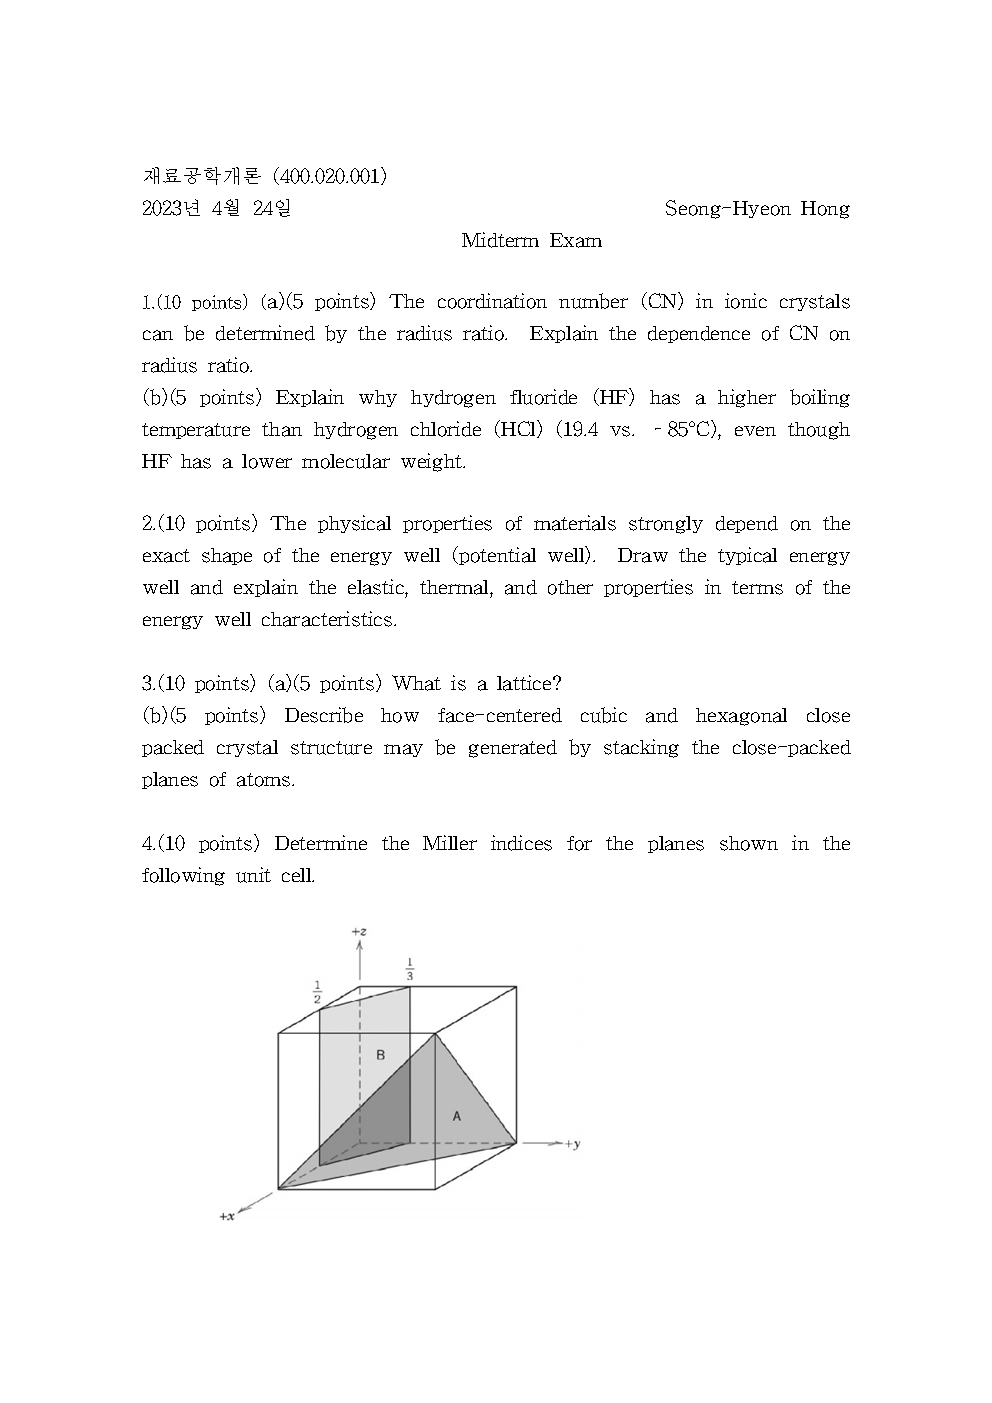 재료공학개론 (400.020.001)
2023년 4월 24일 Seong-Hyeon Hong
Midterm Exam
1.(10 points) (a)(5 points) The coordination number (CN) in ionic crystals
can be determined by the radius ratio. Explain the dependence of CN on
radius ratio.
(b)(5 points) Explain why hydrogen fluoride (HF) has a higher boiling
temperature than hydrogen chloride (HCl) (19.4 vs. -85°C), even though
HF has a lower molecular weight.
2.(10 points) The physical properties of materials strongly depend on the
exact shape of the energy well (potential well). Draw the typical energy
well and explain the elastic, thermal, and other properties in terms of the
energy well characteristics.
3.(10 points) (a)(5 points) What is a lattice?
(b)(5 points) Describe how face-centered cubic and hexagonal close
packed crystal structure may be generated by stacking the close-packed
planes of atoms.
4.(10 points) Determine the Miller indices for the planes shown in the
following unit cell.
+z
1/3
1/2
B
A
+y
+x